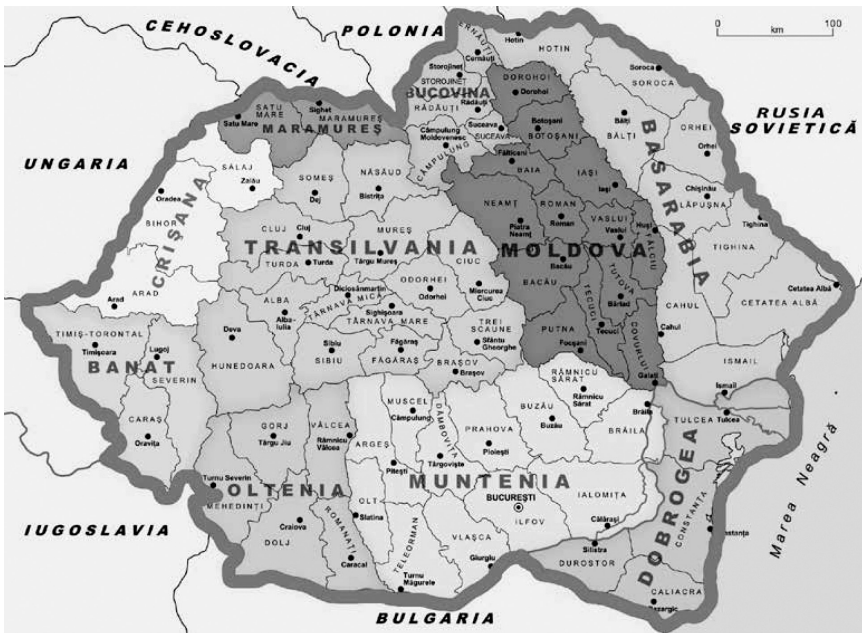 POLONIA
CEHOSLOVACIA
0 100
km
ERNĂUȚI
Hotin
HOTIN
Cernăuți
Storojineț
STOROJINEȚ
BUCOVINA
RĂDĂUȚI
Rădăuți
DOROHOI
Dorohoi
Soroca
SOROCA
SATU MARE
Satu Mare
Sighet
MARAMUREȘ
MARAMUREȘ
Suceava
SUCEAVA
Câmpulung Moldovenesc
CÂMPULUNG
Botoșani
BOTOȘANI
Bălți
BĂLȚI
ORHEI
Orhei
RUSIA SOVIETICĂ
UNGARIA
Fălticeni
BAIA
IAȘI
Iași
BASARABIA
SĂLAJ
Zalău
SOMEȘ
Dej
NĂSĂUD
Bistrița
Oradea
BIHOR
CRIȘANA
NEAMȚ
Piatra Neamț
ROMAN
Roman
VASLUI
Vaslui
Huși
FĂLCIU
Chișinău
LĂPUȘNA
Tighina
TIGHINA
CLUJ
Cluj
MUREȘ
TRANSILVANIA
MOLDOVA
TURDA
Turda
Târgu Mureș
CIUC
Miercurea Ciuc
ODORHEI
Odorhei
Bacău
BACĂU
TUTOVA
Bârlad
TECUCI
Tecuci
CAHUL
Cahul
CETATEA ALBĂ
Cetatea Albă
ARAD
Arad
ALBA
Alba-Iulia
Diciosânmartin
TÂRNAVA MICĂ
Sighișoara
TÂRNAVA MARE
TREI SCAUNE
Sfântu Gheorghe
PUTNA
Focșani
COVURLUI
Galați
TIMIȘ-TORONTAL
Timișoara
Lugoj
BANAT
SEVERIN
Deva
HUNEDOARA
Sibiu
SIBIU
Făgăraș
FĂGĂRAȘ
BRAȘOV
Brașov
ISMAIL
Ismail
CARAȘ
Oravița
RÂMNICU SĂRAT
Râmnicu Sărat
MUSCEL
Câmpulung
DAMBOVIȚA
BUZĂU
Buzău
Brăila
BRĂILA
TULCEA
Tulcea
GORJ
Târgu Jiu
VÂLCEA
Râmnicu Vâlcea
ARGEȘ
Pitești
Târgoviște
PRAHOVA
Ploiești
MUNTENIA
Turnu Severin
MEHEDINȚI
OLTENIA
OLT
Slatina
BUCUREȘTI
ILFOV
IALOMIȚA
Călărași
DOBROGEA
CONSTANȚA
onstanța
Marea Neagră
IUGOSLAVIA
Craiova
DOLJ
ROMANAȚI
Caracal
TELEORMAN
Turnu Măgurele
VLAȘCA
Giurgiu
Silistra
DUROSTOR
CALIACRA
Bazargic
BULGARIA